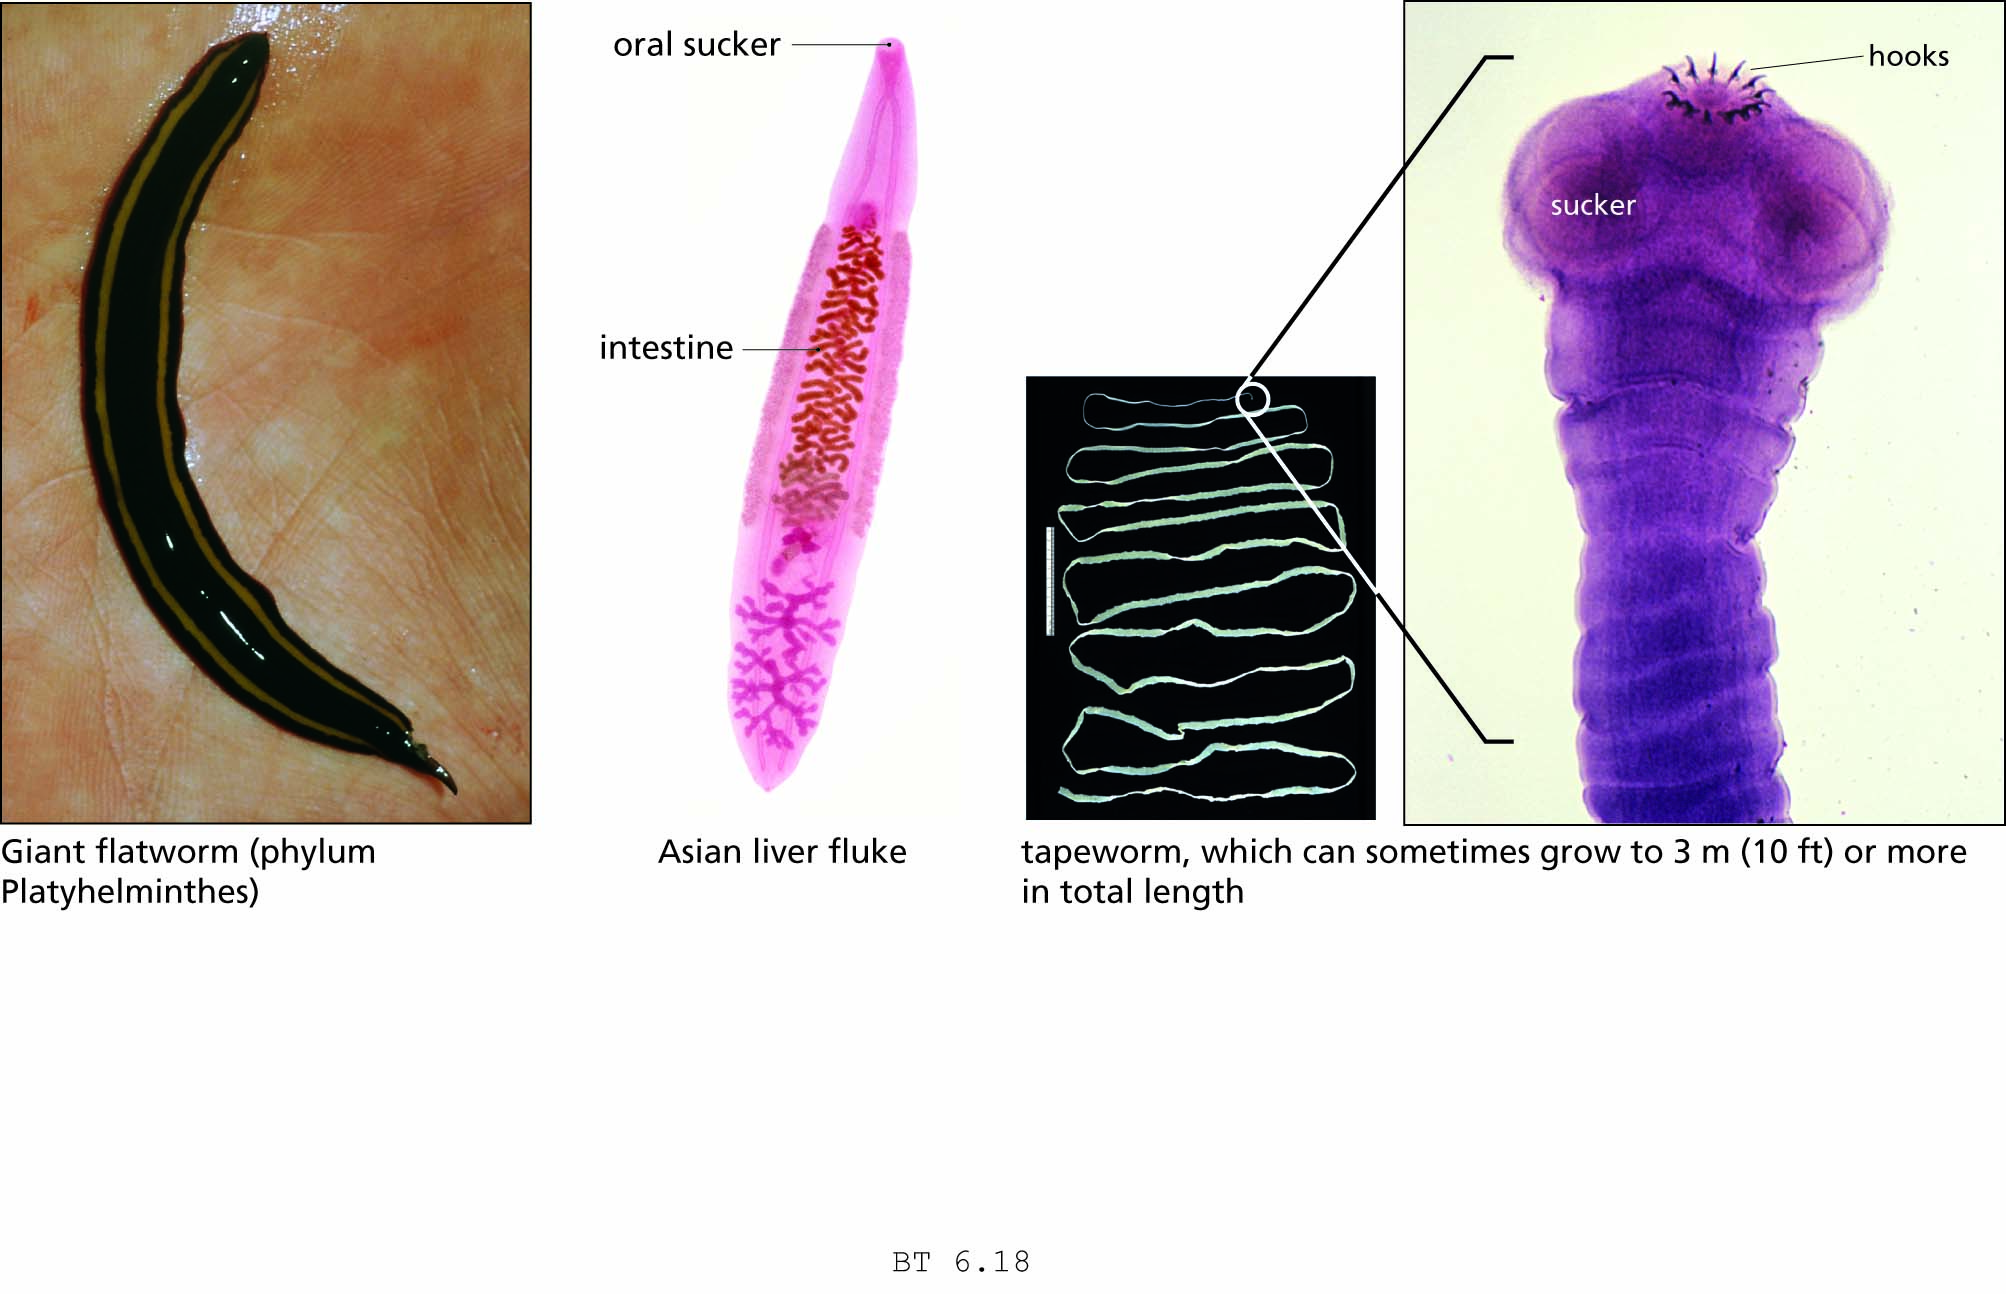 oral sucker
intestine
hooks
sucker
Giant flatworm (phylum
Platyhelminthes)
Asian liver fluke
tapeworm, which can sometimes grow to 3 m (10 ft) or more
in total length
BT 6.18